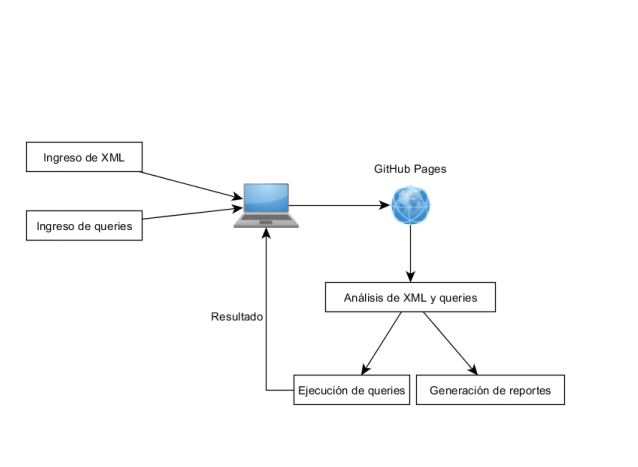 Ingreso de XML
GitHub Pages
Ingreso de queries
Análisis de XML y queries
Resultado
Ejecución de queries
Generación de reportes